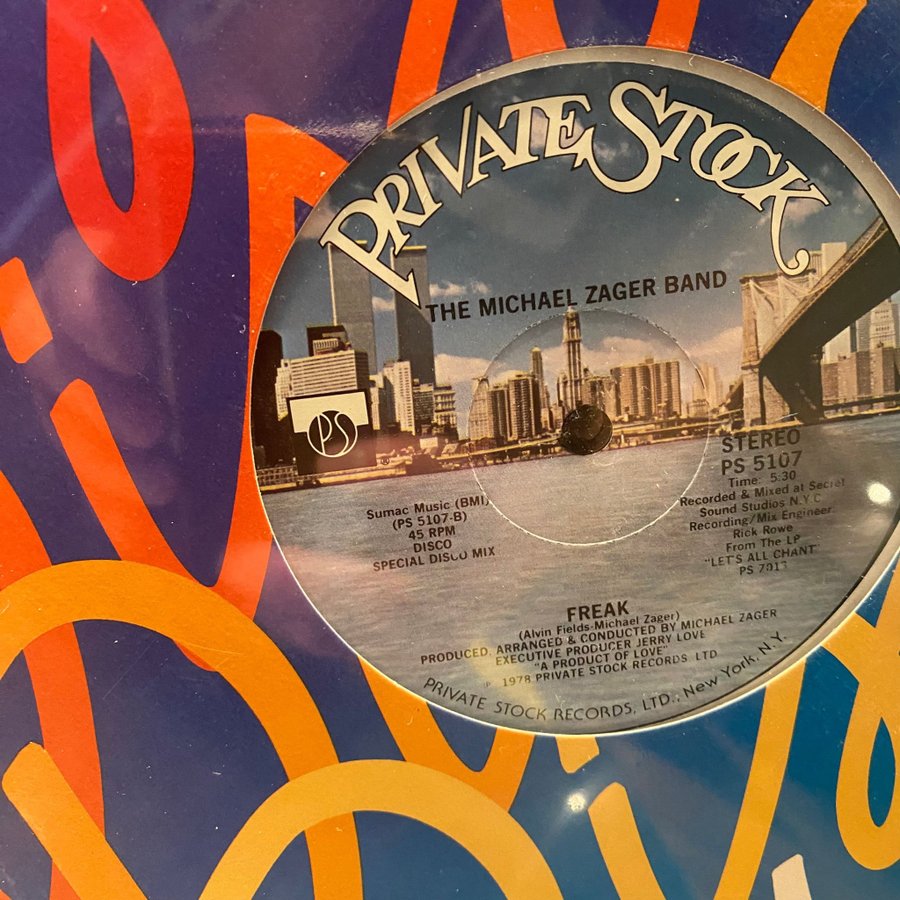 PRIVATE STOCK
THE MICHAEL ZAGER BAND
PS
STEREO
PS 5107
Time: 5:30
Recorded & Mixed at Secret
Sound Studios N.Y.C.
Recording/Mix Engineer:
Rick Rowe
From The LP
"LET'S ALL CHANT"
PS 7013
Sumac Music (BMI)
(PS 5107-B)
45 RPM
DISCO
SPECIAL DISCO MIX
FREAK
(Alvin Fields-Michael Zager)
PRODUCED, ARRANGED & CONDUCTED BY MICHAEL ZAGER
EXECUTIVE PRODUCER JERRY LOVE
"A PRODUCT OF LOVE"
℗ 1978 PRIVATE STOCK RECORDS, LTD.
PRIVATE STOCK RECORDS, LTD., New York, N.Y.